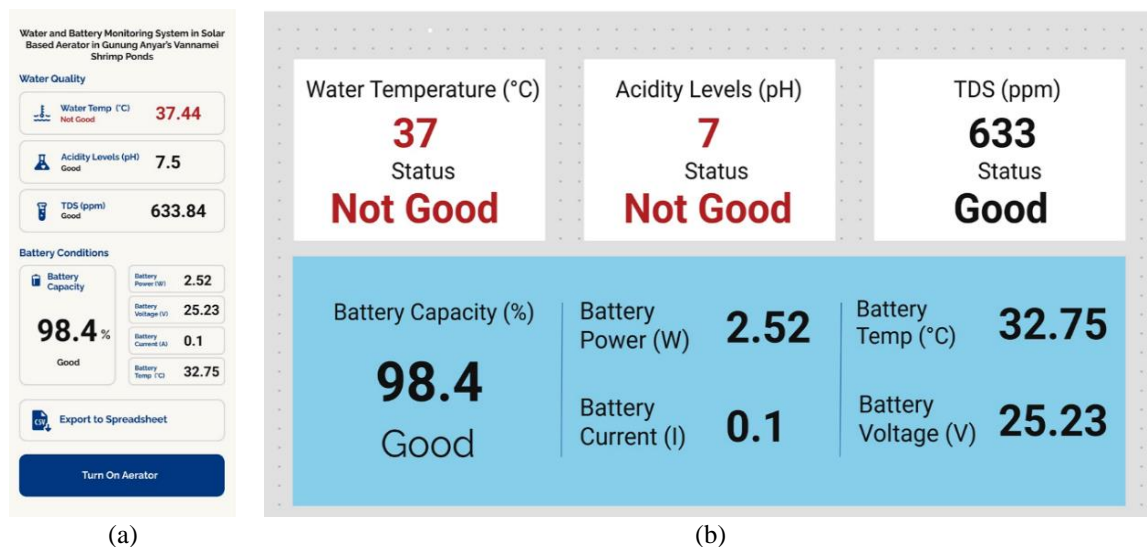 Water and Battery Monitoring System in Solar
Based Aerator in Gunung Anyar's Vannamei
Shrimp Ponds
Water Quality
Water Temp (°C)
Not Good
37.44
Acidity Levels (pH)
Good
7.5
TDS (ppm)
Good
633.84
Battery Conditions
Battery
Capacity
98.4 %
Good
Battery
Power (W)
2.52
Battery
Voltage (V)
25.23
Battery
Current (A)
0.1
Battery
Temp (°C)
32.75
CSV
Export to Spreadsheet
Turn On Aerator
(a)
Water Temperature (°C)
37
Status
Not Good
Acidity Levels (pH)
7
Status
Not Good
TDS (ppm)
633
Status
Good
Battery Capacity (%)
98.4
Good
Battery
Power (W)
2.52
Battery
Current (I)
0.1
Battery
Temp (°C)
32.75
Battery
Voltage (V)
25.23
(b)